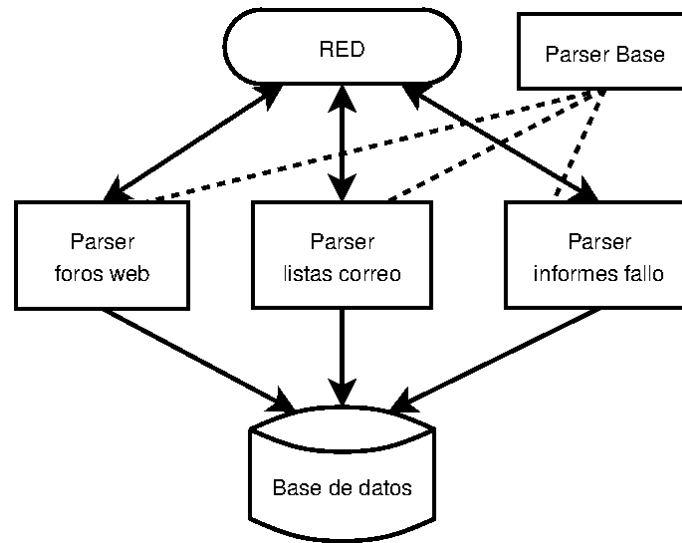 RED
Parser Base
Parser
foros web
Parser
listas correo
Parser
informes fallo
Base de datos